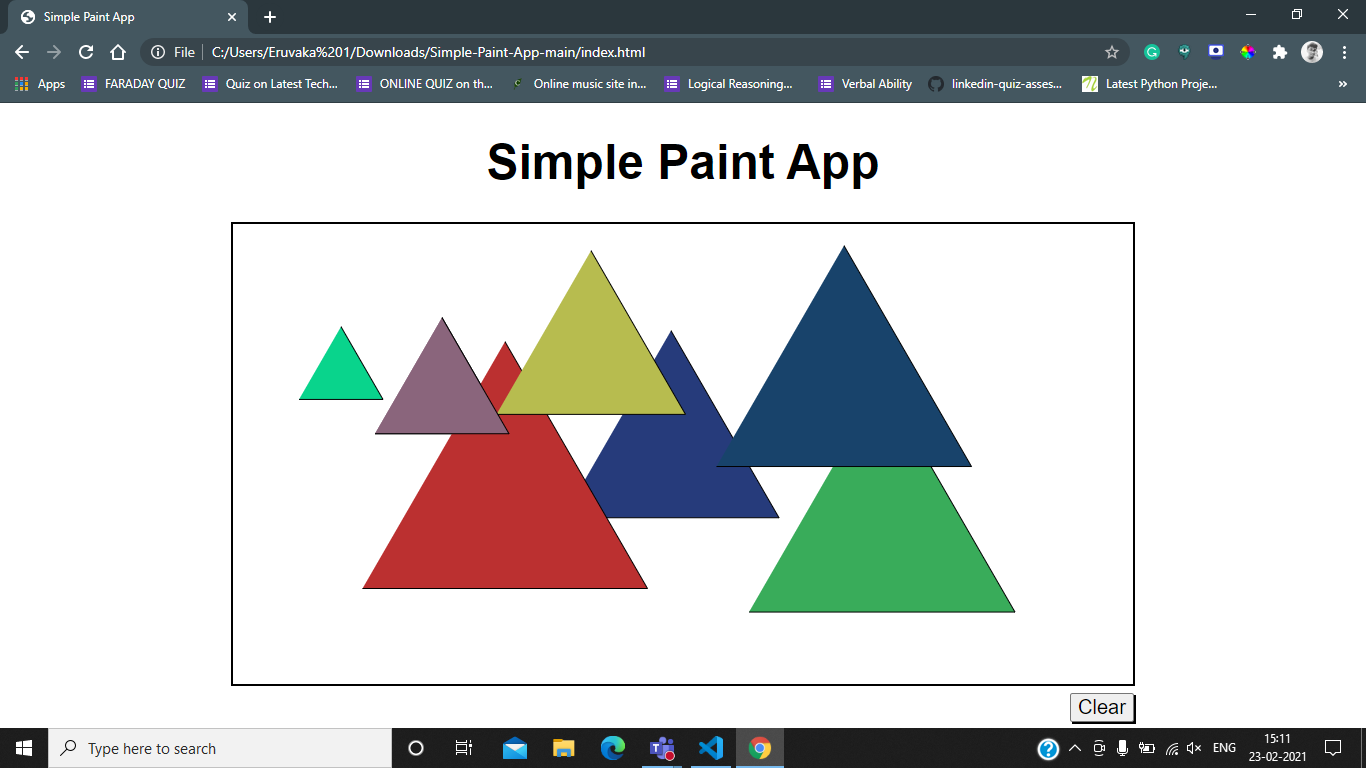 Simple Paint App
File C:/Users/Eruvaka%201/Downloads/Simple-Paint-App-main/index.html
Apps FARADAY QUIZ Quiz on Latest Tech... ONLINE QUIZ on th... Online music site in... Logical Reasoning... Verbal Ability linkedin-quiz-asses... Latest Python Proje... »
Simple Paint App
Clear
Type here to search
ENG
15:11
23-02-2021